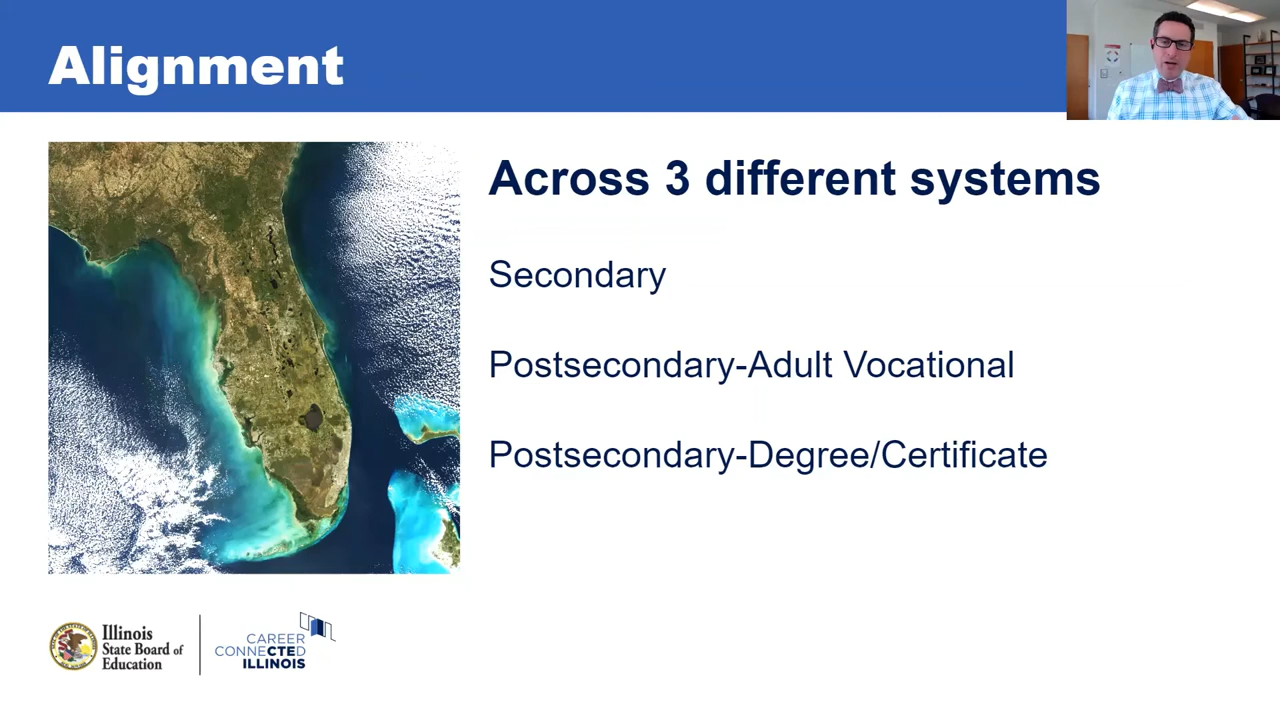 Alignment
Across 3 different systems
Secondary
Postsecondary-Adult Vocational
Postsecondary-Degree/Certificate
Illinois
State Board of
Education
CAREER
CONNECTED
ILLINOIS